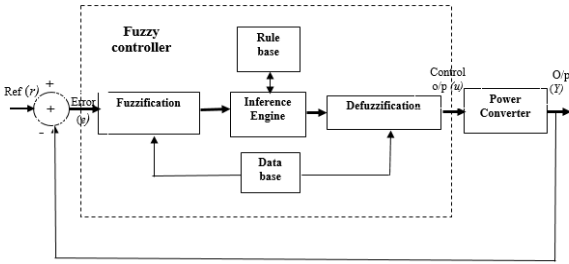 Fuzzy
controller
Rule
base
Ref (r)
+
+
-
Error
(e)
Fuzzification
Inference
Engine
Defuzzification
Control
o/p (u)
Power
Converter
O/p
(Y)
Data
base